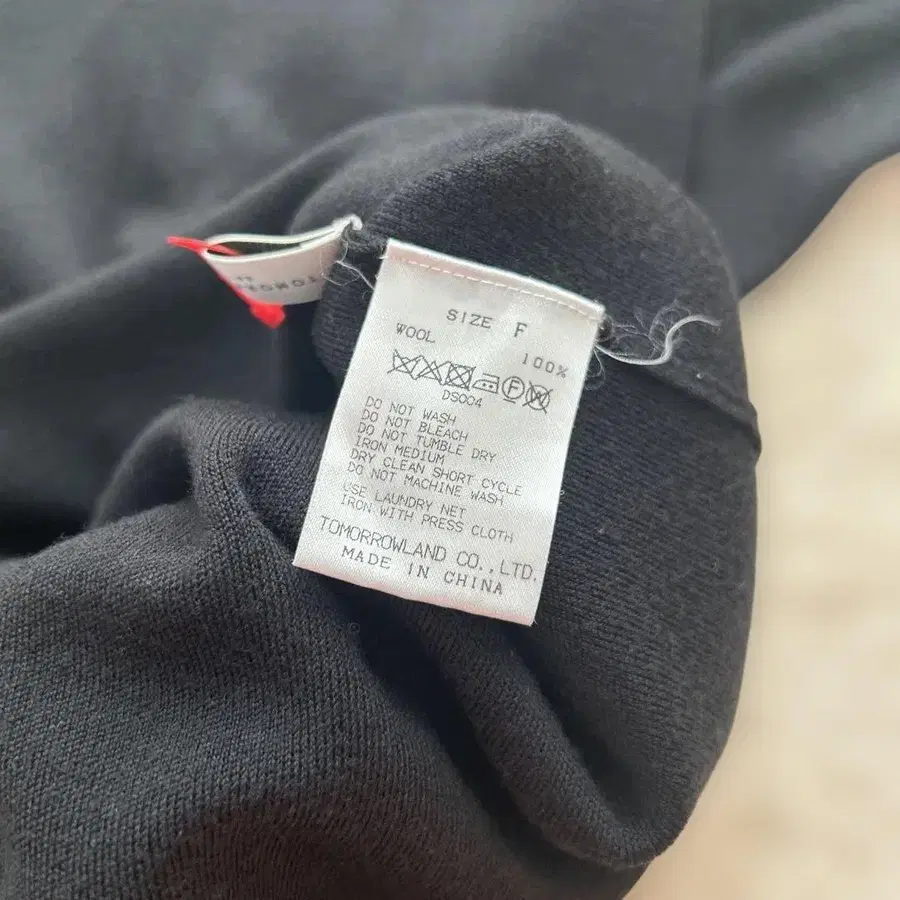 SIZE F
WOOL 100%
DS004
DO NOT WASH
DO NOT BLEACH
DO NOT TUMBLE DRY
IRON MEDIUM
DRY CLEAN SHORT CYCLE
DO NOT MACHINE WASH
USE LAUNDRY NET
IRON WITH PRESS CLOTH
TOMORROWLAND CO.,LTD.
MADE IN CHINA